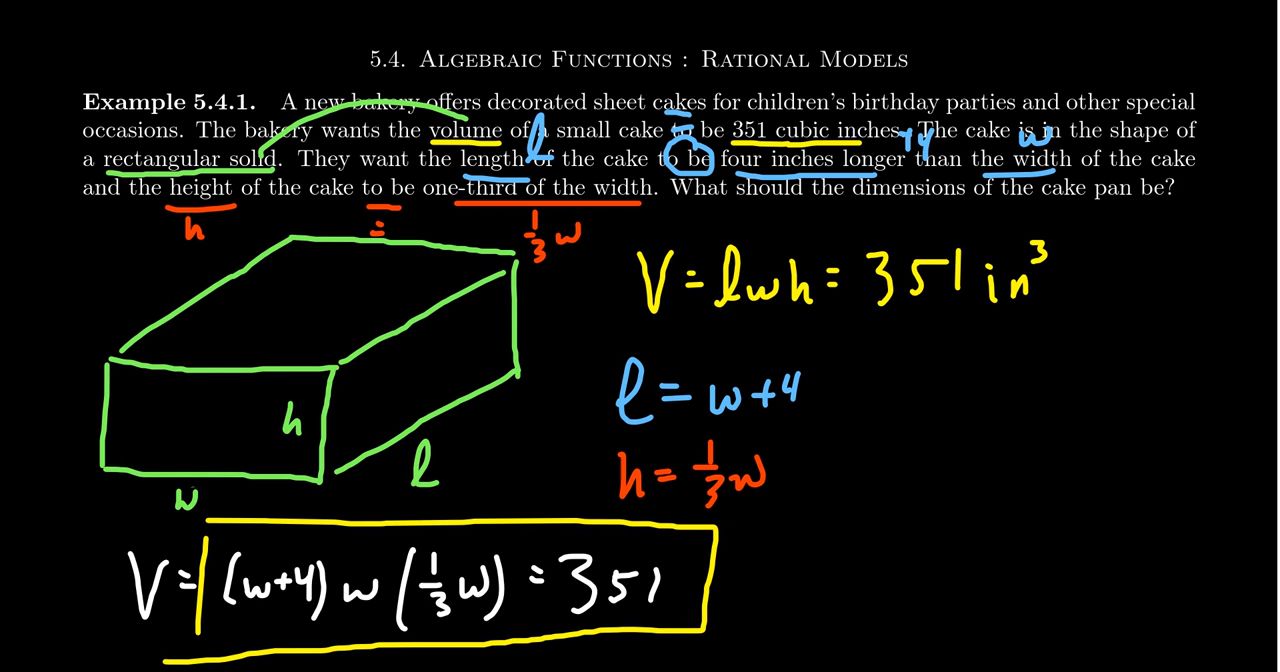 5.4. ALGEBRAIC FUNCTIONS : RATIONAL MODELS
Example 5.4.1. A new bakery offers decorated sheet cakes for children's birthday parties and other special
occasions. The bakery wants the volume of a small cake to be 351 cubic inches. The cake is in the shape of
a rectangular solid. They want the length of the cake to be four inches longer than the width of the cake
and the height of the cake to be one-third of the width. What should the dimensions of the cake pan be?
=
l
+4
w
h
=
1/3 w
V = lwh = 351 in³
l = w+4
h = 1/3 w
h
l
w
V = (w+4) w (1/3 w) = 351